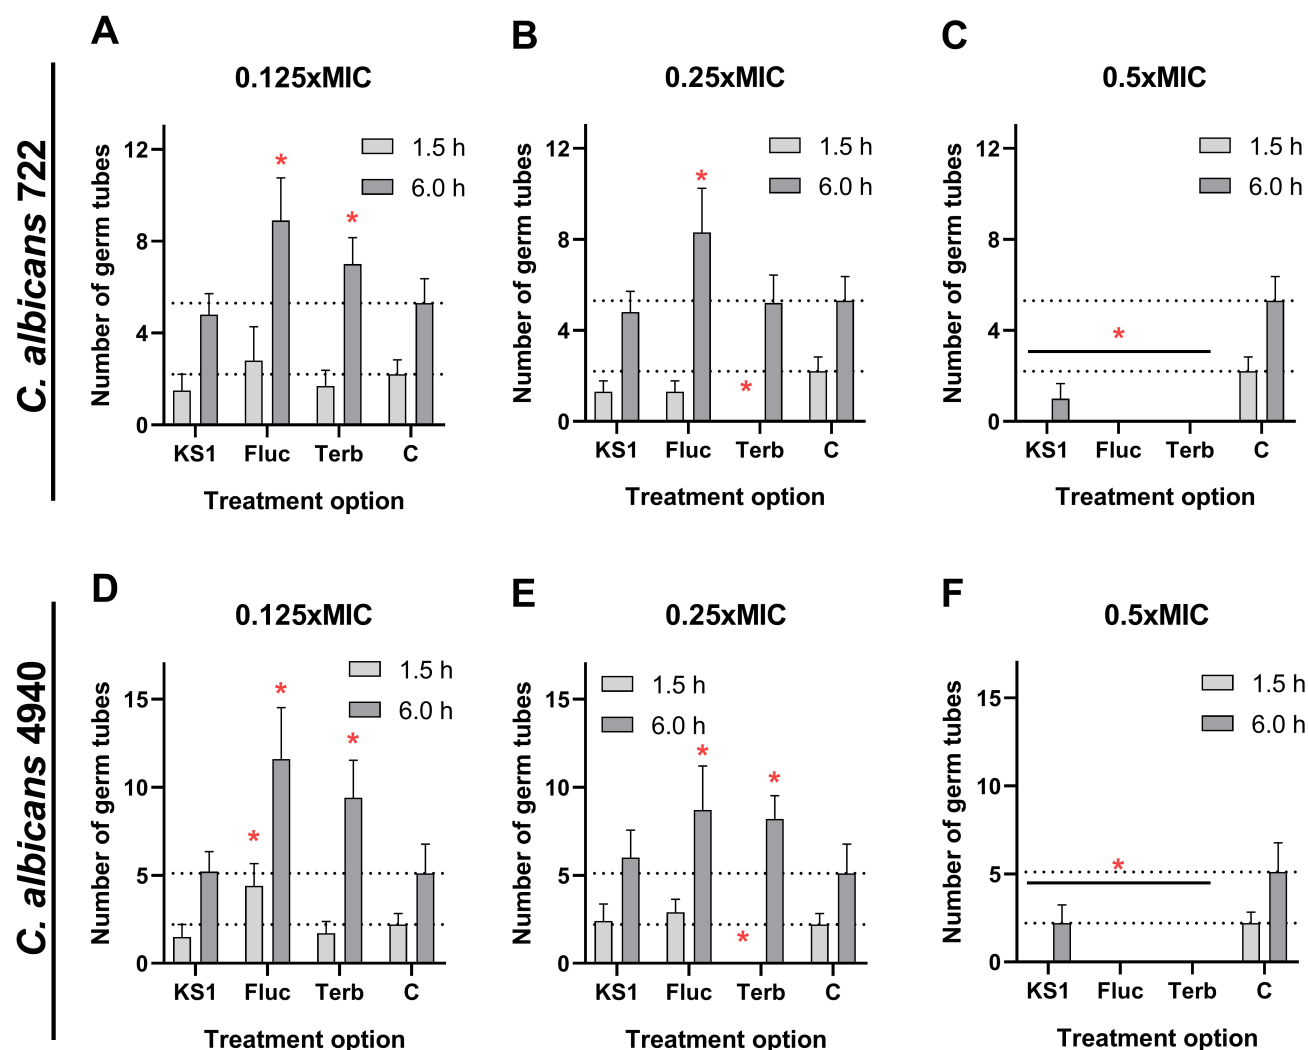 C. albicans 722
A
0.125xMIC
Number of germ tubes
12
8
4
0
1.5 h
6.0 h
*
*
KS1 Fluc Terb C
Treatment option
B
0.25xMIC
Number of germ tubes
12
8
4
0
1.5 h
6.0 h
*
*
KS1 Fluc Terb C
Treatment option
C
0.5xMIC
Number of germ tubes
12
8
4
0
1.5 h
6.0 h
*
KS1 Fluc Terb C
Treatment option
C. albicans 4940
D
0.125xMIC
Number of germ tubes
15
10
5
0
1.5 h
6.0 h
*
*
*
KS1 Fluc Terb C
Treatment option
E
0.25xMIC
Number of germ tubes
15
10
5
0
1.5 h
6.0 h
*
*
*
KS1 Fluc Terb C
Treatment option
F
0.5xMIC
Number of germ tubes
15
10
5
0
1.5 h
6.0 h
*
KS1 Fluc Terb C
Treatment option